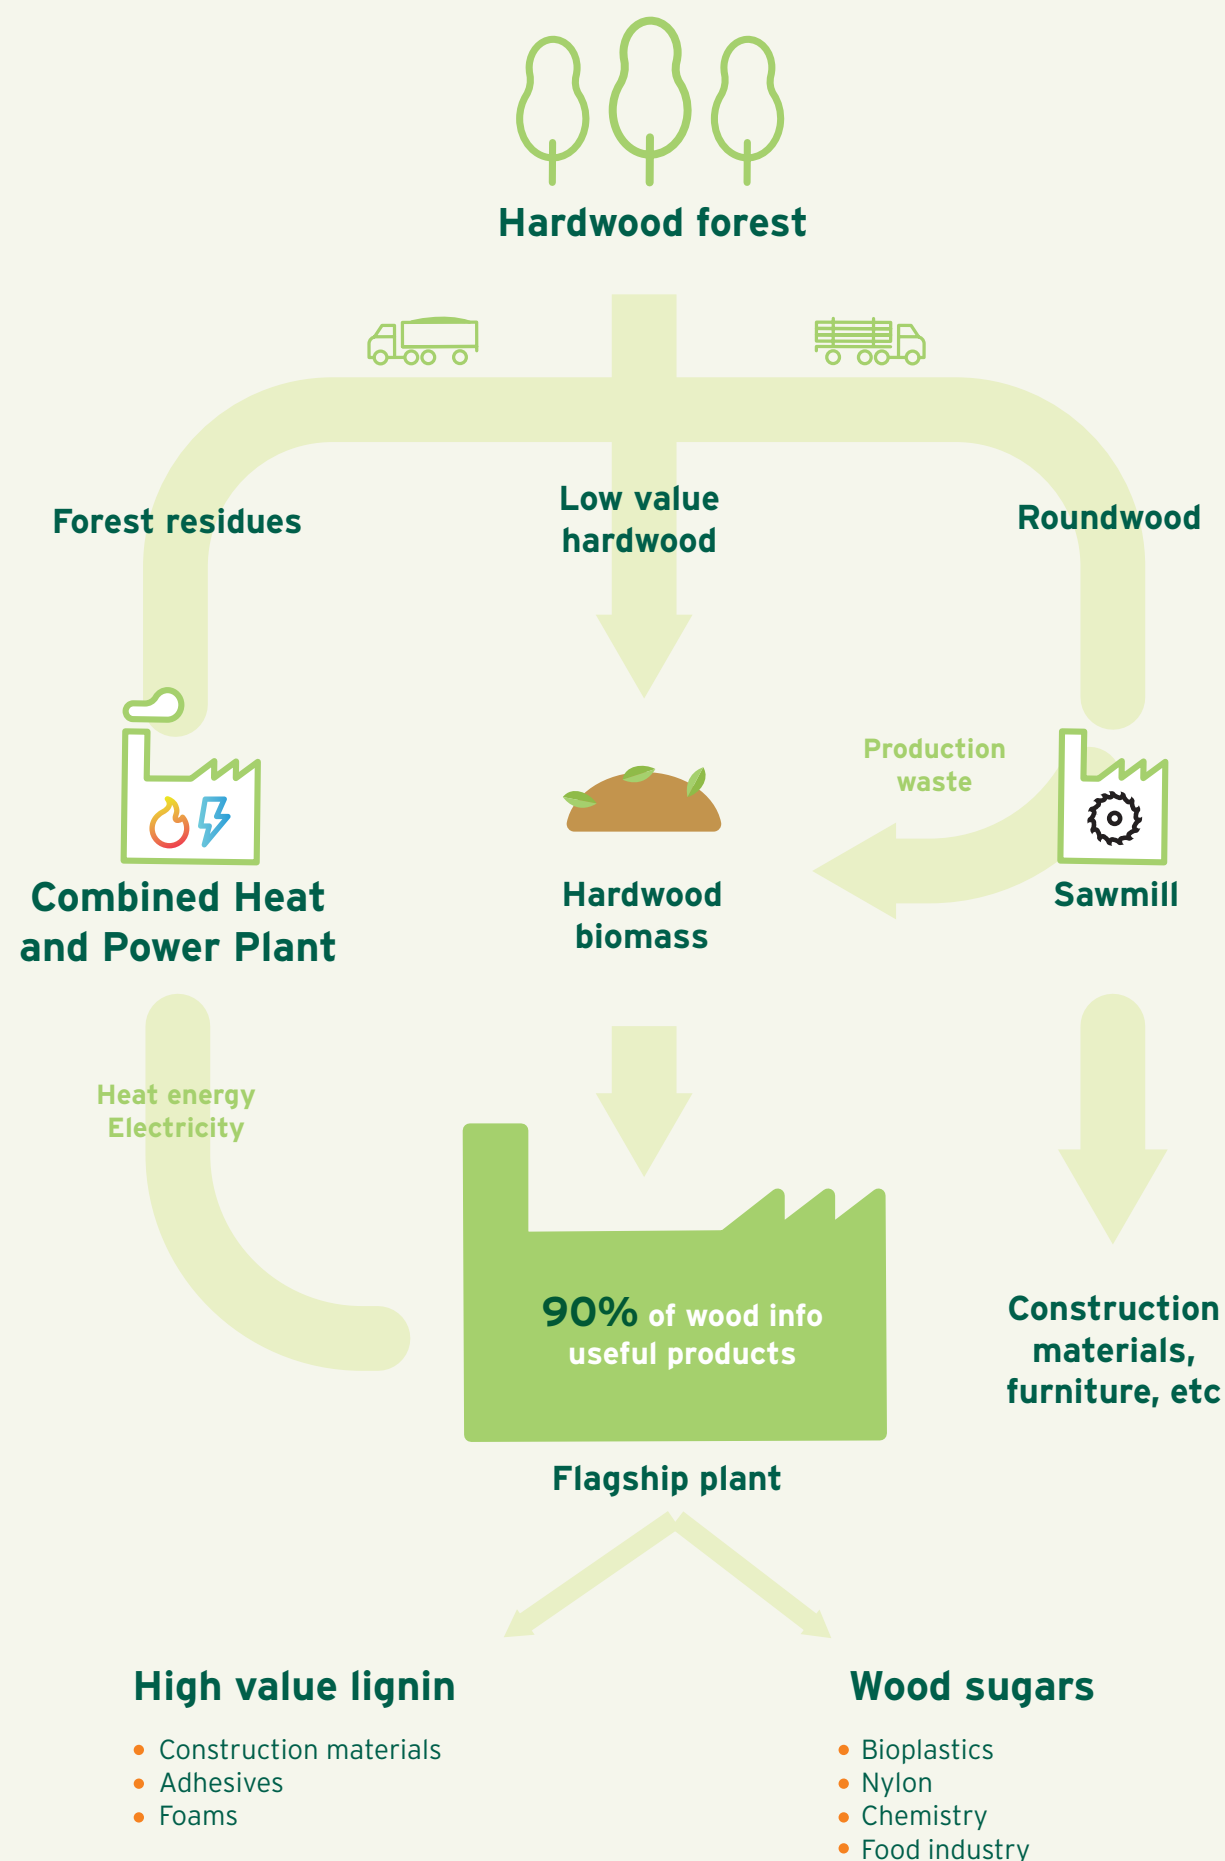 Hardwood forest
Forest residues
Low value
hardwood
Roundwood
Production
waste
Combined Heat
and Power Plant
Hardwood
biomass
Sawmill
Heat energy
Electricity
90% of wood info
useful products
Construction
materials,
furniture, etc
Flagship plant
High value lignin
Construction materials
Adhesives
Foams
Wood sugars
Bioplastics
Nylon
Chemistry
Food industry